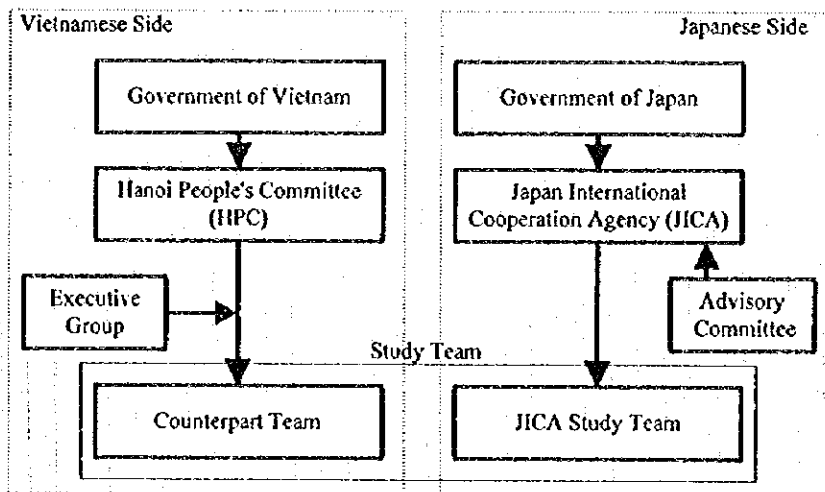 Vietnamese Side
Japanese Side
Government of Vietnam
Government of Japan
Hanoi People's Committee
(HPC)
Japan International
Cooperation Agency (JICA)
Executive
Group
Advisory
Committee
Study Team
Counterpart Team
JICA Study Team